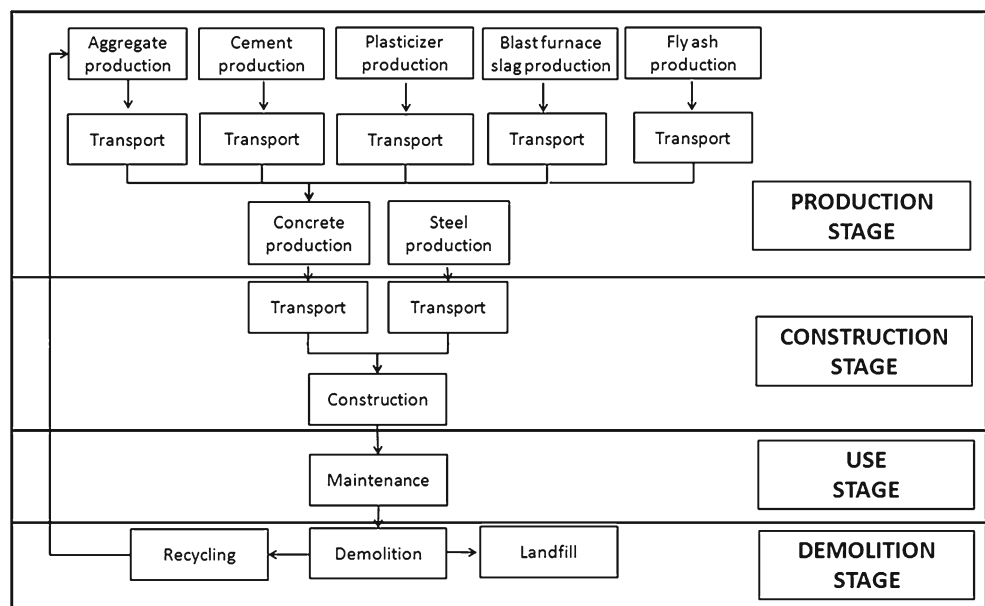 Aggregate
production
Cement
production
Plasticizer
production
Blast furnace
slag production
Fly ash
production
Transport
Transport
Transport
Transport
Transport
PRODUCTION
STAGE
Concrete
production
Steel
production
Transport
Transport
CONSTRUCTION
STAGE
Construction
Maintenance
USE
STAGE
Recycling
Demolition
Landfill
DEMOLITION
STAGE